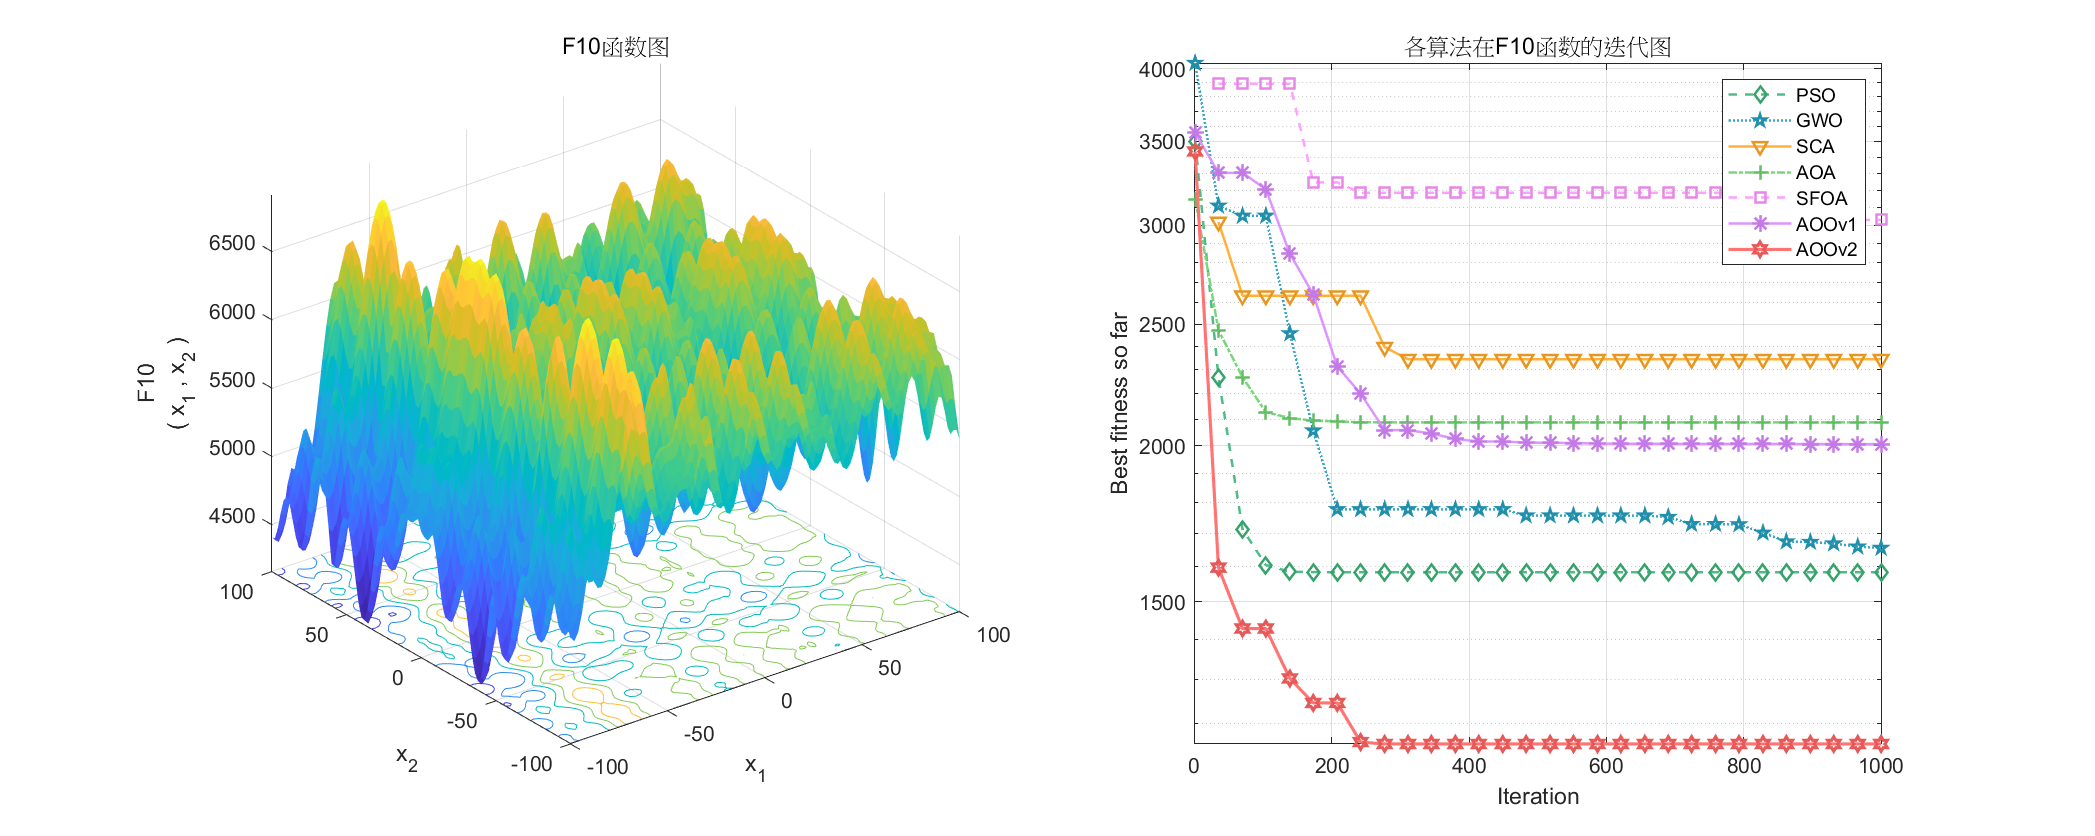 F10函数图
6500
6000
5500
5000
4500
F10
( x1 , x2 )
100
50
0
-50
-100
x2
-100
-50
0
50
100
x1
各算法在F10函数的迭代图
4000
3500
3000
2500
2000
1500
Best fitness so far
0
200
400
600
800
1000
Iteration
PSO
GWO
SCA
AOA
SFOA
AOOv1
AOOv2